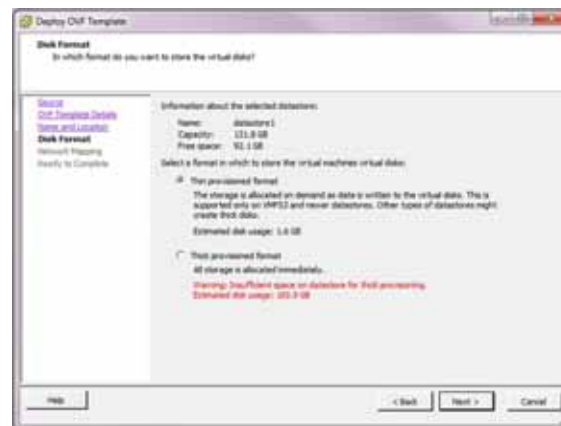 Deploy OVF Template
Disk Format
In which format do you want to store the virtual disks?
Source
OVF Template Details
Name and Location
Disk Format
Network Mapping
Ready to Complete
Information about the selected datastore:
Name: datastore1
Capacity: 131.8 GB
Free space: 92.1 GB
Select a format in which to store the virtual machines virtual disks:
Thin provisioned format
The storage is allocated on demand as data is written to the virtual disks. This is
supported only on VMFS3 and newer datastores. Other types of datastores might
create thick disks.
Estimated disk usage: 1.6 GB
Thick provisioned format
All storage is allocated immediately.
Warning: Insufficient space on datastore for thick provisioning.
Estimated disk usage: GB
Help
< Back
Next >
Cancel